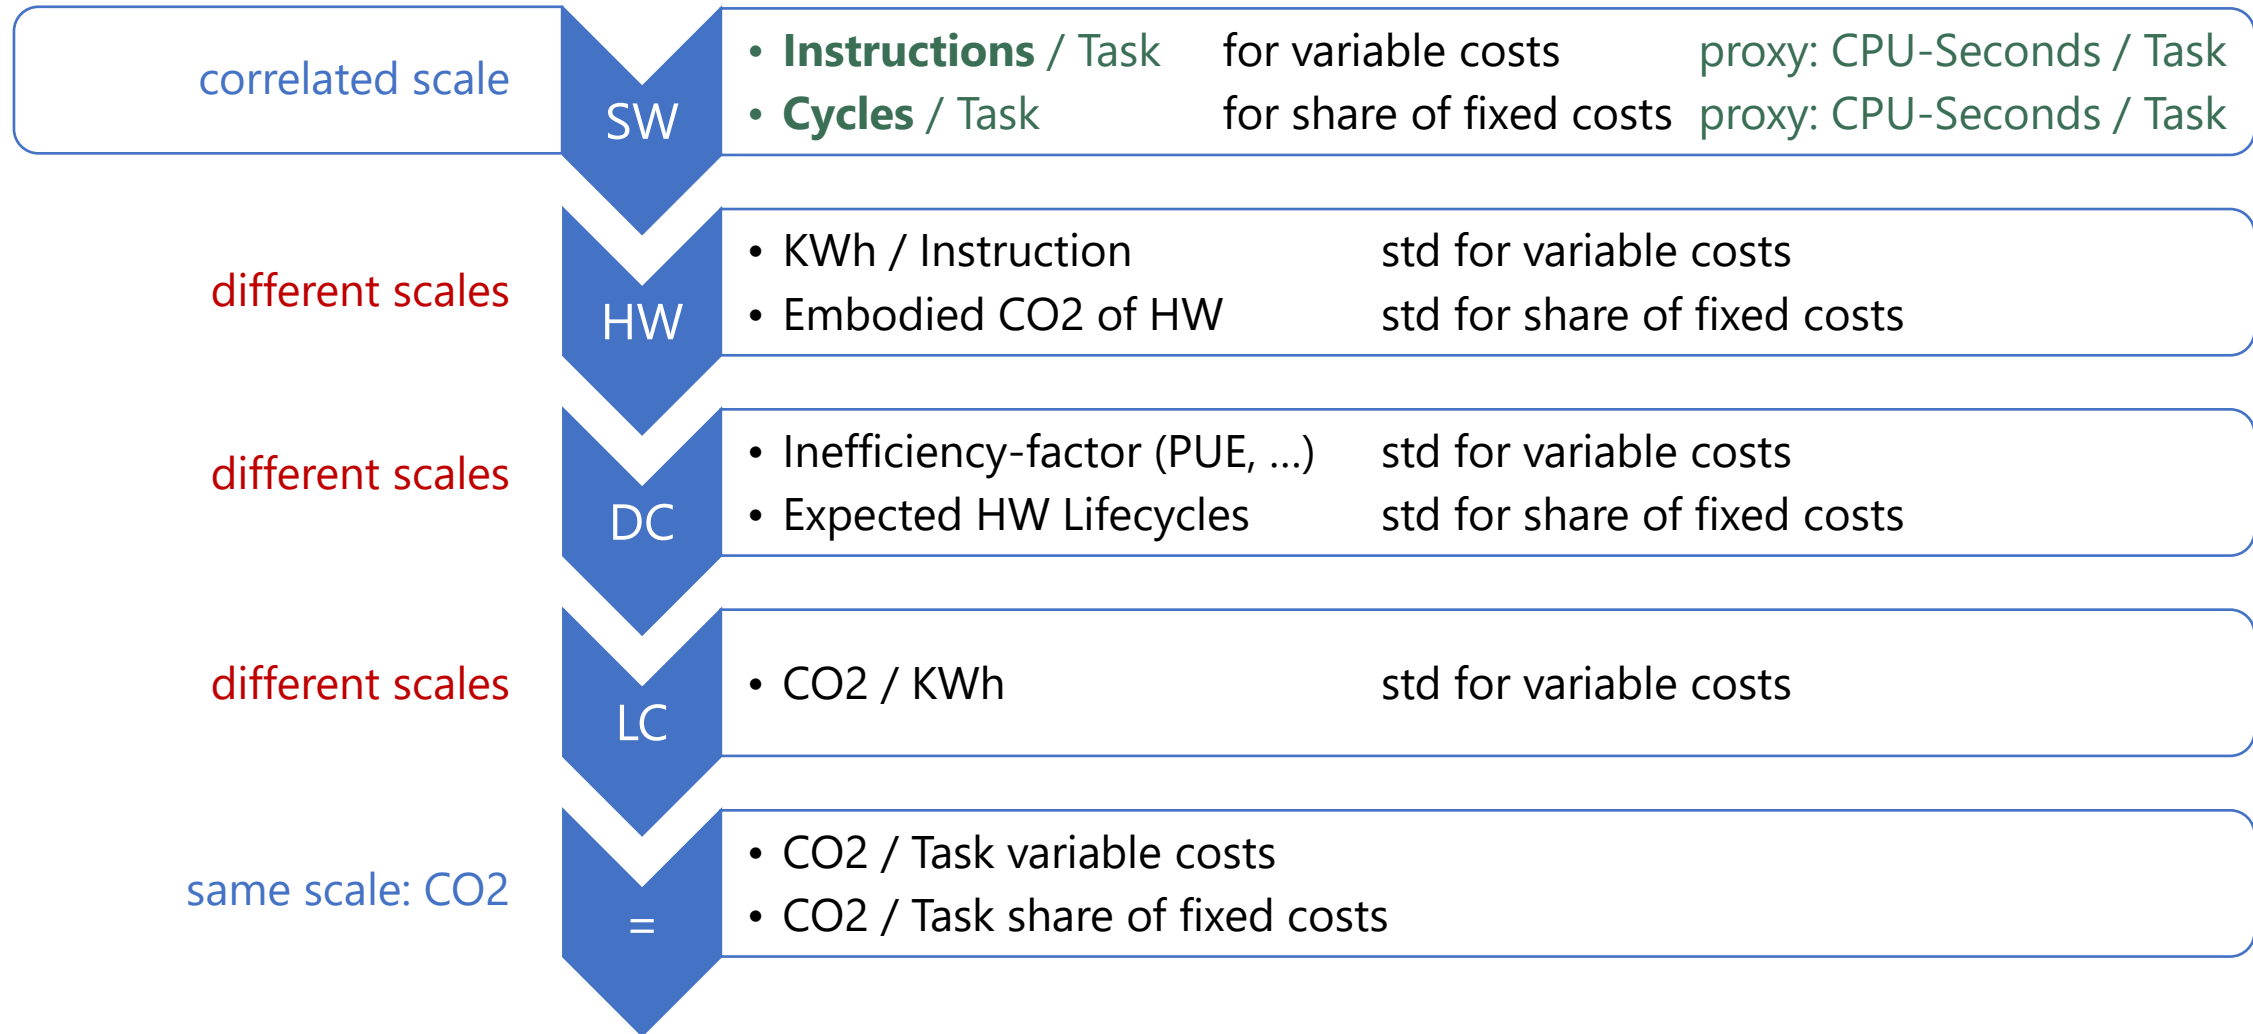 correlated scale
SW
• Instructions / Task for variable costs proxy: CPU-Seconds / Task
• Cycles / Task for share of fixed costs proxy: CPU-Seconds / Task
different scales
HW
• KWh / Instruction std for variable costs
• Embodied CO2 of HW std for share of fixed costs
different scales
DC
• Inefficiency-factor (PUE, ...) std for variable costs
• Expected HW Lifecycles std for share of fixed costs
different scales
LC
• CO2 / KWh std for variable costs
same scale: CO2
=
• CO2 / Task variable costs
• CO2 / Task share of fixed costs